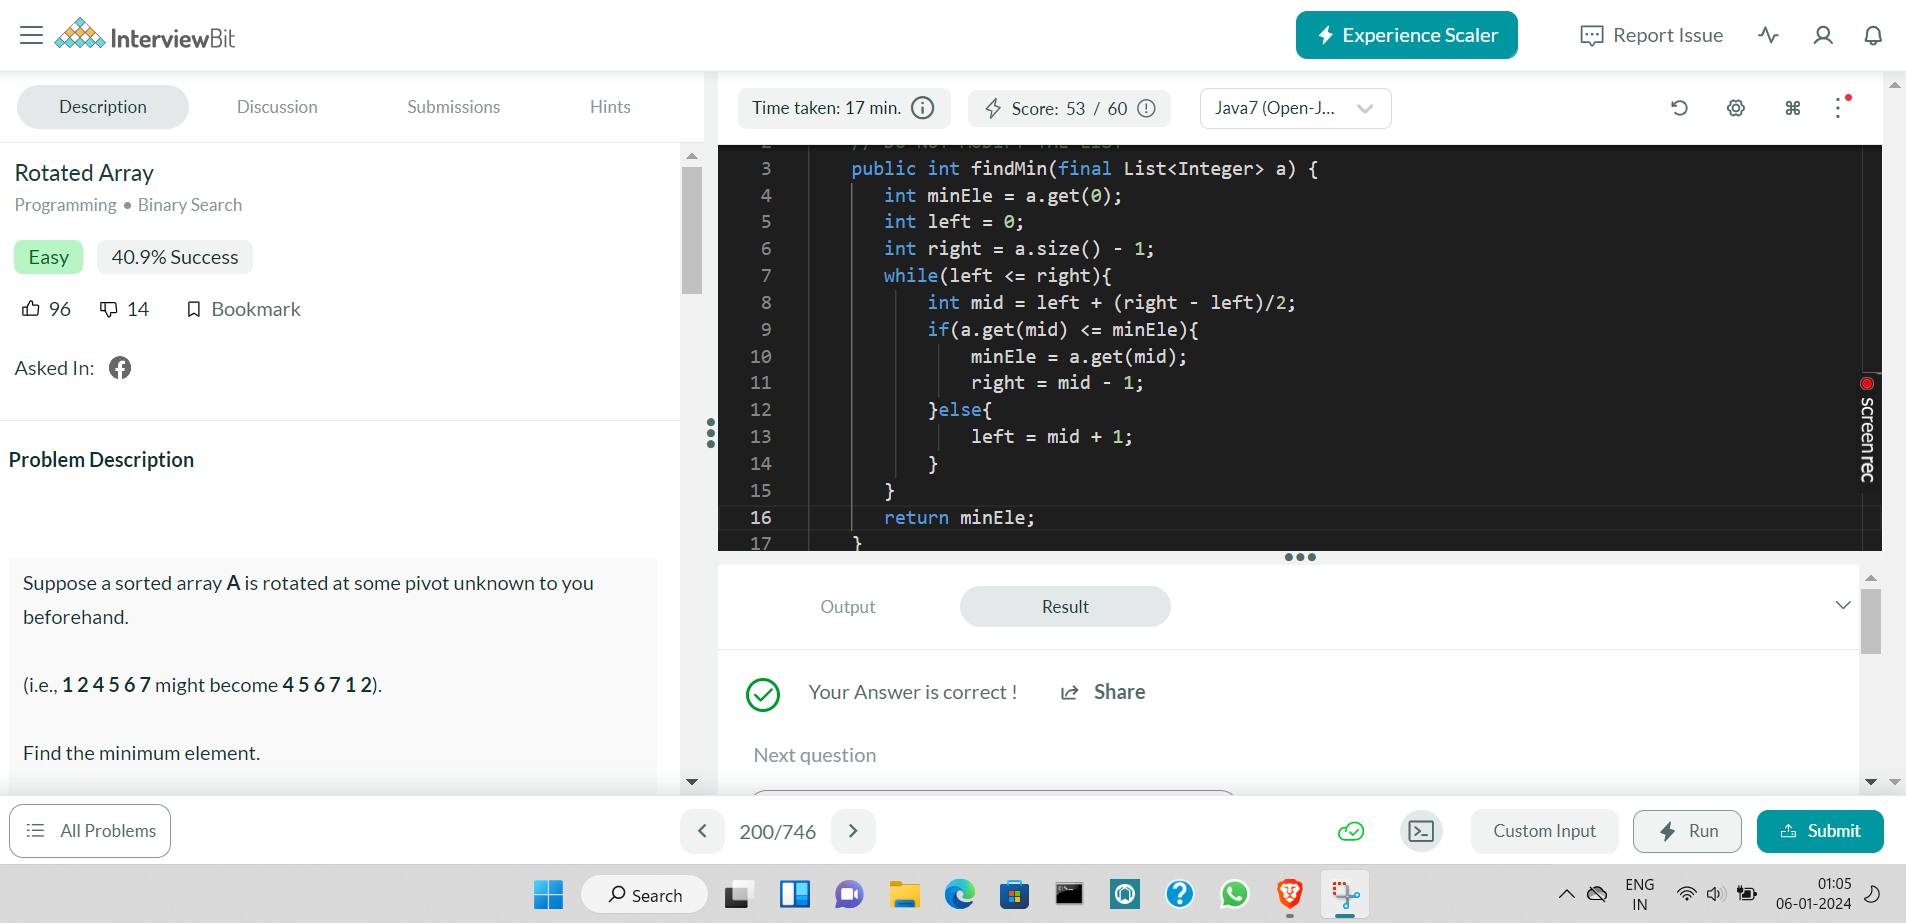 InterviewBit
Experience Scaler
Report Issue
Description
Discussion
Submissions
Hints
Time taken: 17 min.
Score: 53 / 60
Java7 (Open-J...
Rotated Array
Programming • Binary Search
Easy
40.9% Success
96
14
Bookmark
Asked In:
Problem Description
Suppose a sorted array A is rotated at some pivot unknown to you
beforehand.
(i.e., 1 2 4 5 6 7 might become 4 5 6 7 1 2).
Find the minimum element.
2 // DO NOT MODIFY THE LIST
3 public int findMin(final List<Integer> a) {
4 int minEle = a.get(0);
5 int left = 0;
6 int right = a.size() - 1;
7 while(left <= right){
8 int mid = left + (right - left)/2;
9 if(a.get(mid) <= minEle){
10 minEle = a.get(mid);
11 right = mid - 1;
12 }else{
13 left = mid + 1;
14 }
15 }
16 return minEle;
17 }
screenrec
Output
Result
Your Answer is correct !
Share
Next question
All Problems
200/746
Custom Input
Run
Submit
Search
ENG
IN
01:05
06-01-2024